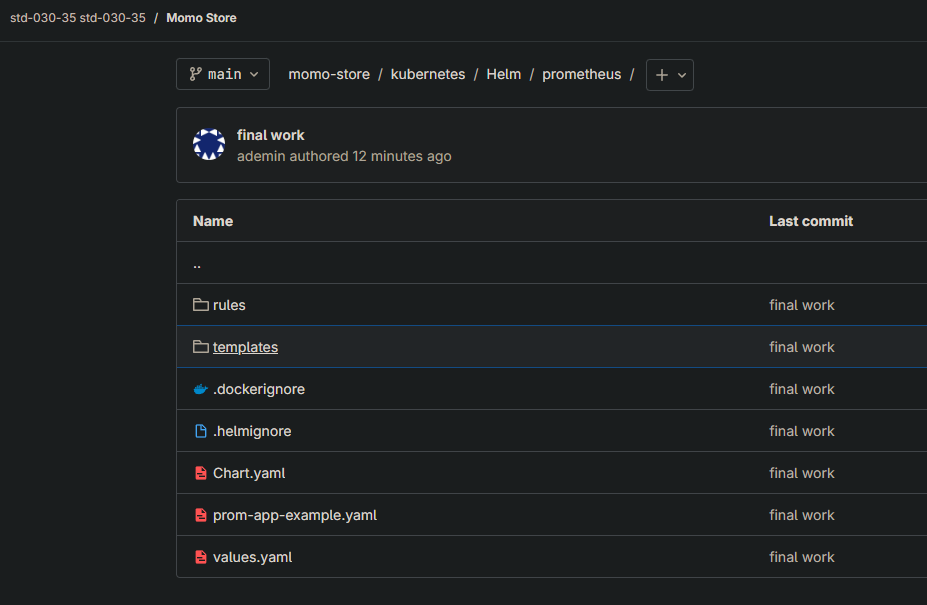 std-030-35 std-030-35 / Momo Store
main momo-store / kubernetes / Helm / prometheus / +
final work
ademin authored 12 minutes ago
Name Last commit
..
rules final work
templates final work
.dockerignore final work
.helmignore final work
Chart.yaml final work
prom-app-example.yaml final work
values.yaml final work